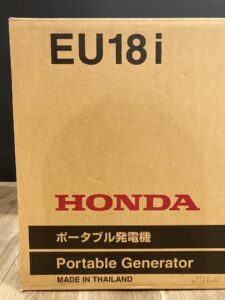 EU18i
HONDA
ポータブル発電機
Portable Generator
MADE IN THAILAND